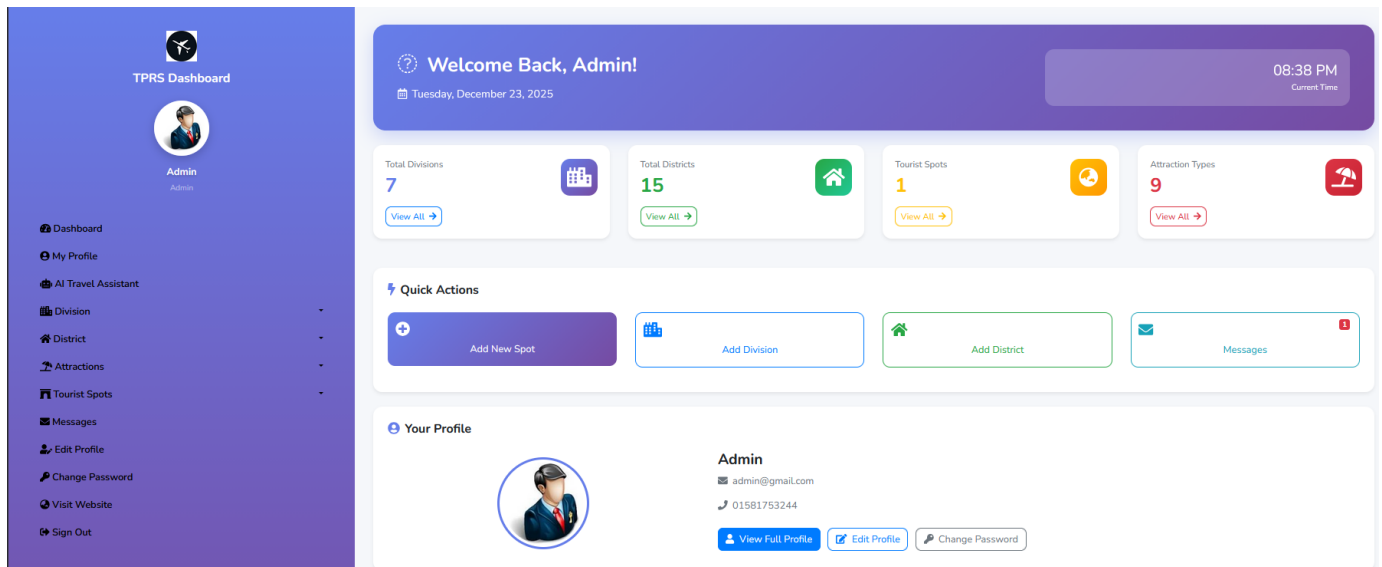 TPRS Dashboard
Admin
Admin
Dashboard
My Profile
AI Travel Assistant
Division
District
Attractions
Tourist Spots
Messages
Edit Profile
Change Password
Visit Website
Sign Out
Welcome Back, Admin!
Tuesday, December 23, 2025
08:38 PM
Current Time
Total Divisions
7
View All
Total Districts
15
View All
Tourist Spots
1
View All
Attraction Types
9
View All
Quick Actions
Add New Spot
Add Division
Add District
1
Messages
Your Profile
Admin
admin@gmail.com
01581753244
View Full Profile
Edit Profile
Change Password